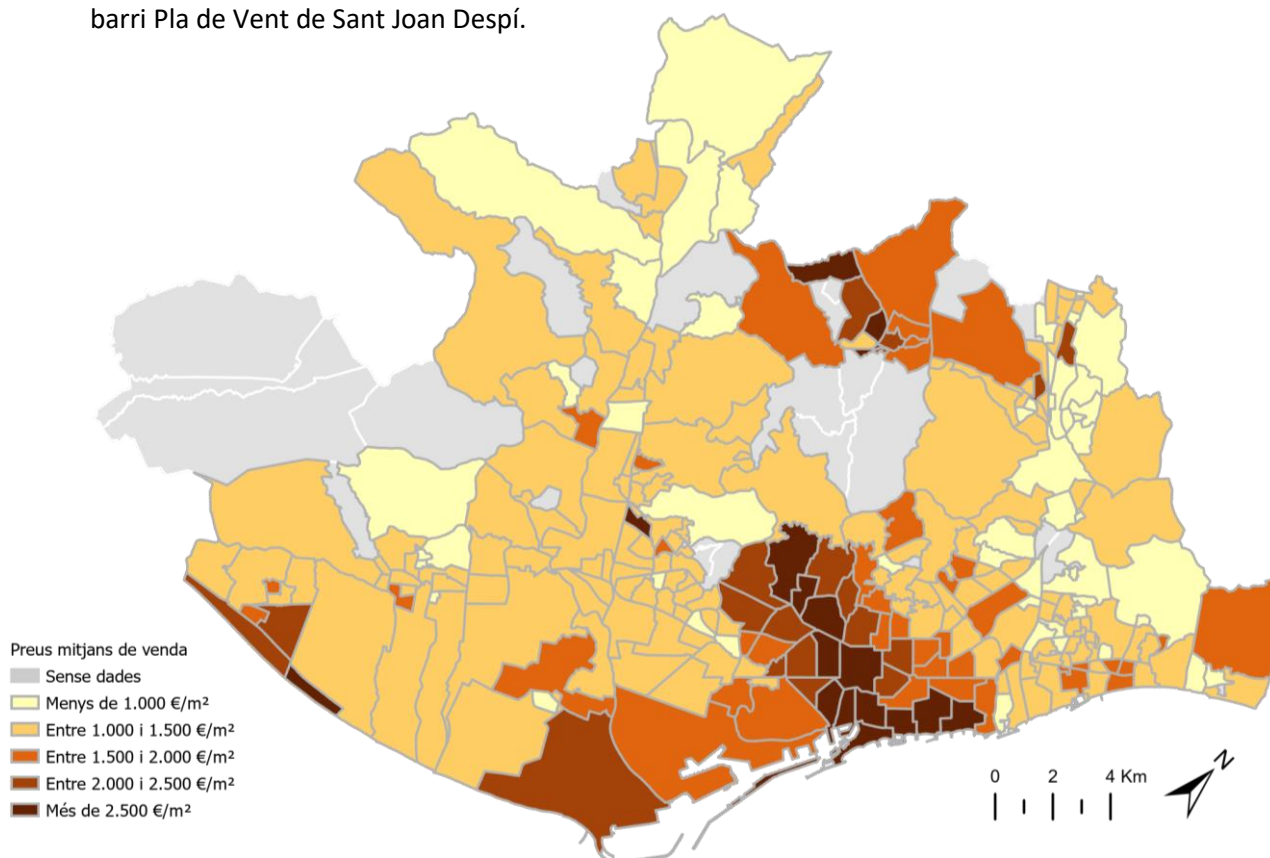 barri Pla de Vent de Sant Joan Despí.
Preus mitjans de venda
Sense dades
Menys de 1.000 €/m²
Entre 1.000 i 1.500 €/m²
Entre 1.500 i 2.000 €/m²
Entre 2.000 i 2.500 €/m²
Més de 2.500 €/m²
0 2 4 Km
N